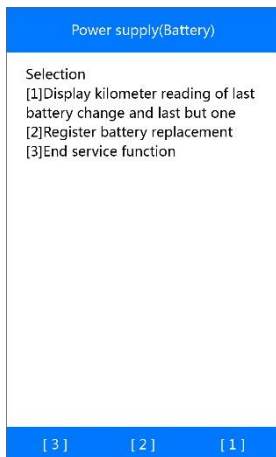 Power supply(Battery)
Selection
[1]Display kilometer reading of last
battery change and last but one
[2]Register battery replacement
[3]End service function
[ 3 ] [ 2 ] [ 1 ]